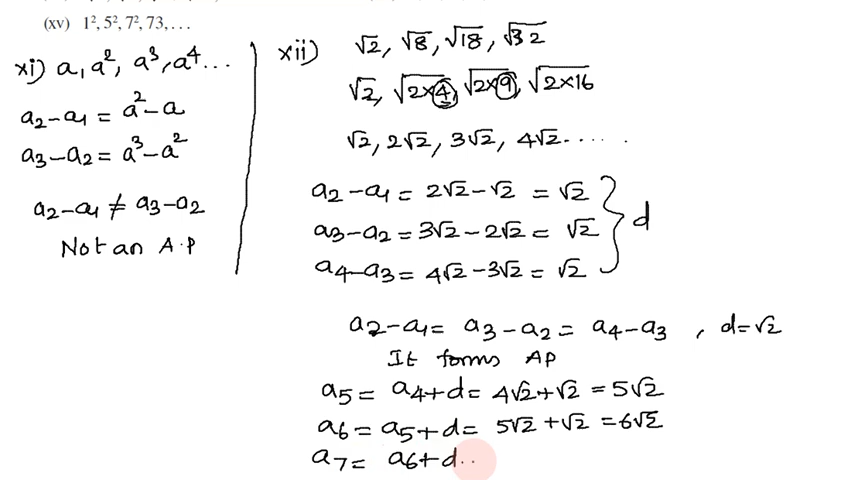 (xv) 1², 5², 7², 73, . . .
xi) a, a², a³, a⁴...
a₂-a₁ = a²-a
a₃-a₂ = a³-a²
a₂-a₁ ≠ a₃-a₂
Not an A.P
xii) √2, √8, √18, √32
√2, √2×4, √2×9, √2×16
√2, 2√2, 3√2, 4√2......
a₂-a₁ = 2√2-√2 = √2
a₃-a₂ = 3√2-2√2 = √2
a₄-a₃ = 4√2-3√2 = √2
d
a₂-a₁ = a₃-a₂ = a₄-a₃ , d=√2
It forms AP
a₅ = a₄+d = 4√2+√2 = 5√2
a₆ = a₅+d = 5√2+√2 = 6√2
a₇ = a₆+d..